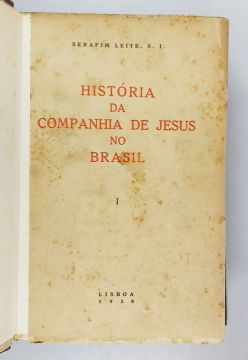 SERAFIM LEITE, S. I.
HISTÓRIA
DA
COMPANHIA DE JESUS
NO
BRASIL
I
LISBOA
1938